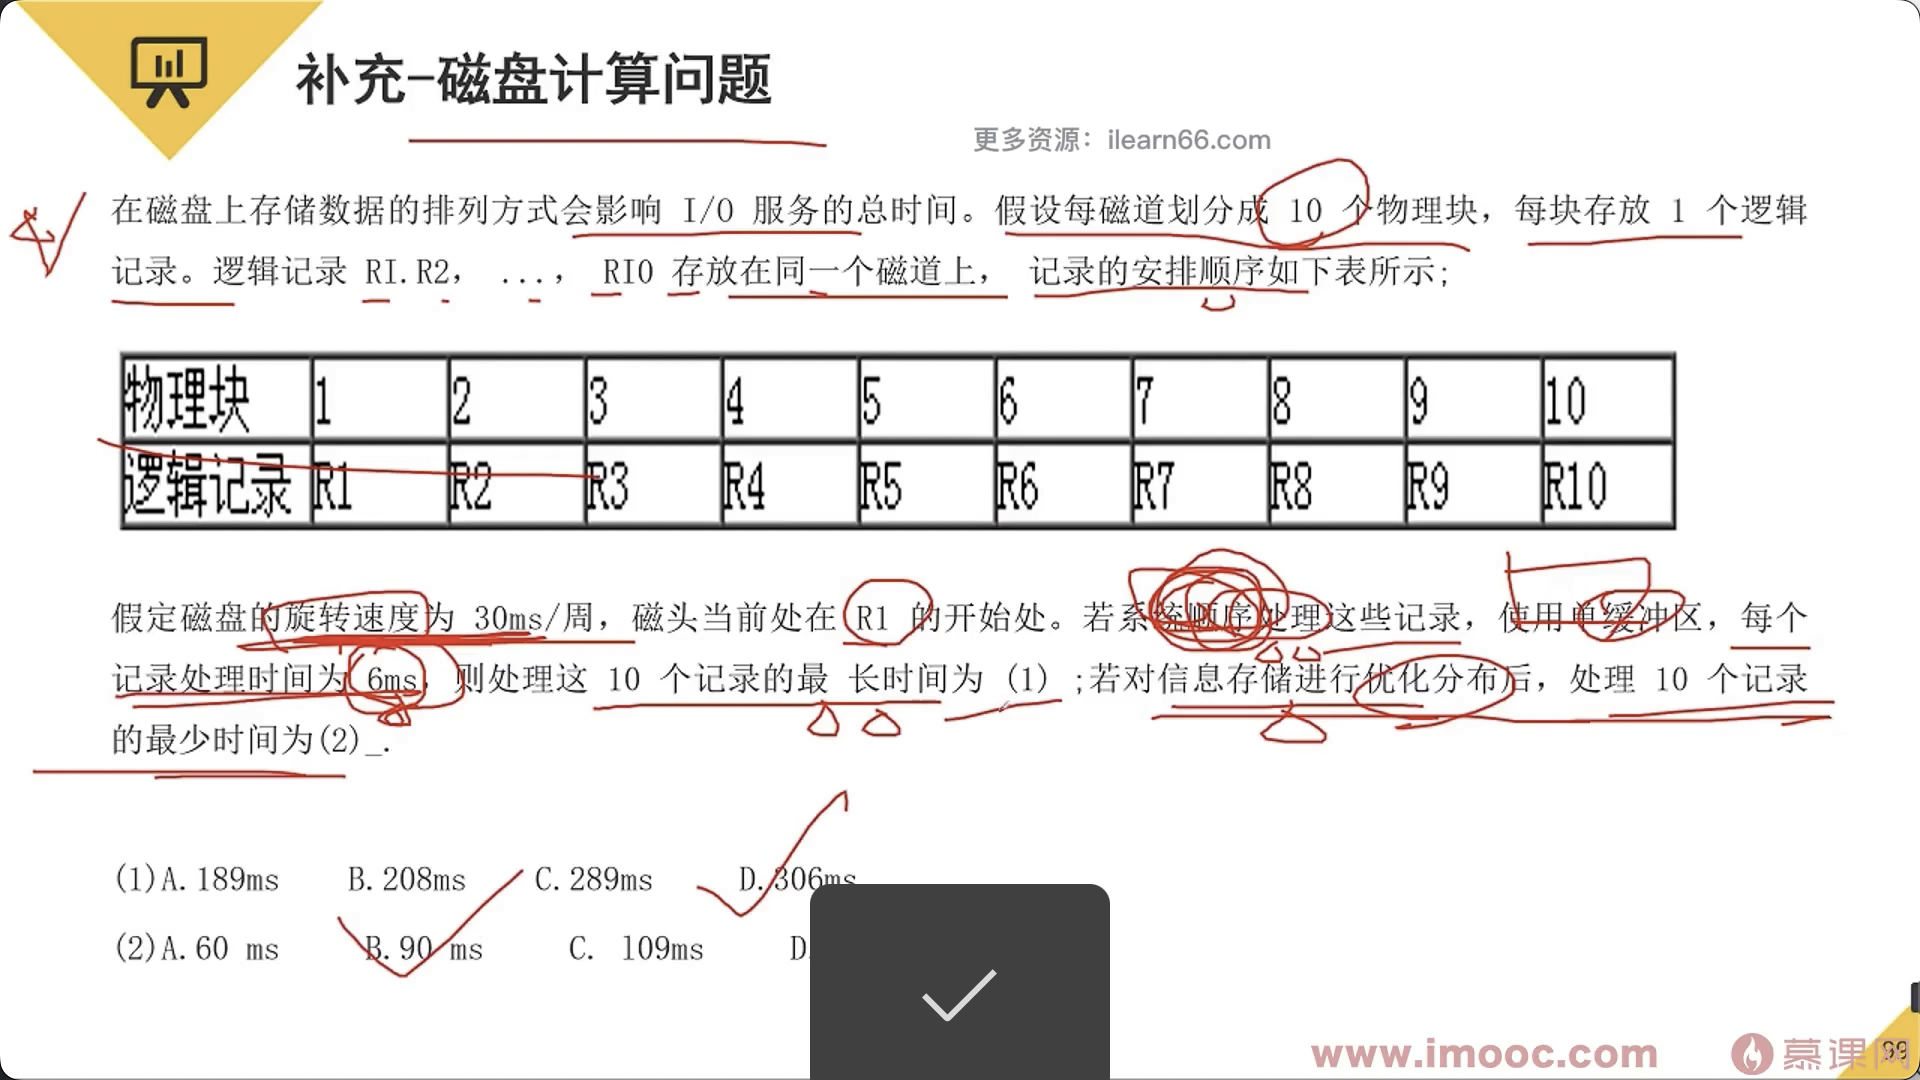 补充-磁盘计算问题
更多资源：ilearn66.com
在磁盘上存储数据的排列方式会影响 I/O 服务的总时间。假设每磁道划分成 10 个物理块，每块存放 1 个逻辑
记录。逻辑记录 RI.R2， ...， RI0 存放在同一个磁道上， 记录的安排顺序如下表所示;
物理块 1 2 3 4 5 6 7 8 9 10
逻辑记录 R1 R2 R3 R4 R5 R6 R7 R8 R9 R10
假定磁盘的旋转速度为 30ms/周，磁头当前处在 R1 的开始处。若系统顺序处理这些记录，使用单缓冲区，每个
记录处理时间为 6ms，则处理这 10 个记录的最 长时间为 (1) ;若对信息存储进行优化分布后，处理 10 个记录
的最少时间为(2)_.
(1)A.189ms B.208ms C.289ms D.306ms
(2)A.60 ms B.90 ms C. 109ms D.
www.imooc.com 慕课网
99